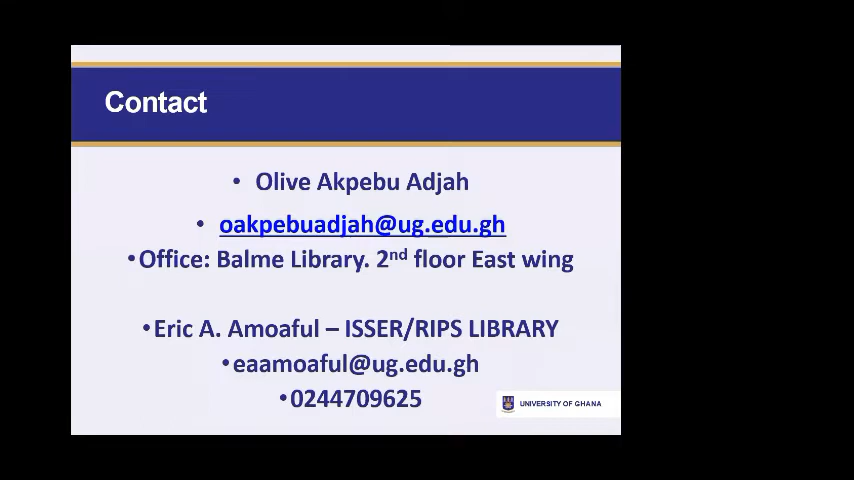 Contact
• Olive Akpebu Adjah
• oakpebuadjah@ug.edu.gh
•Office: Balme Library. 2nd floor East wing
•Eric A. Amoaful – ISSER/RIPS LIBRARY
•eaamoaful@ug.edu.gh
•0244709625
UNIVERSITY OF GHANA